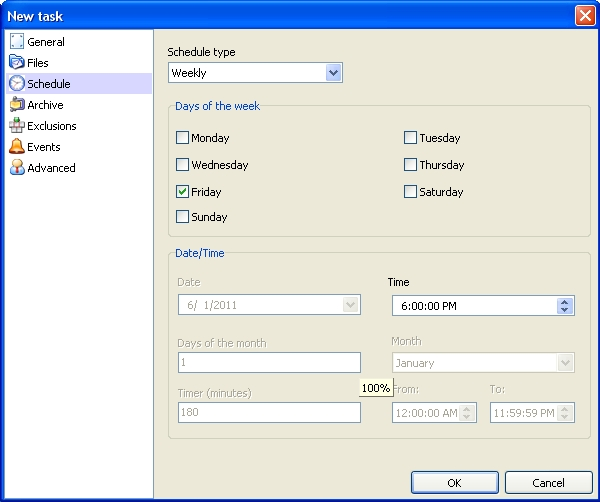 New task
General
Files
Schedule
Archive
Exclusions
Events
Advanced
Schedule type
Weekly
Days of the week
Monday
Tuesday
Wednesday
Thursday
Friday
Saturday
Sunday
Date/Time
Date
Time
6/ 1/2011
6:00:00 PM
Days of the month
Month
1
January
100%
Timer (minutes)
From:
To:
180
12:00:00 AM
11:59:59 PM
OK
Cancel